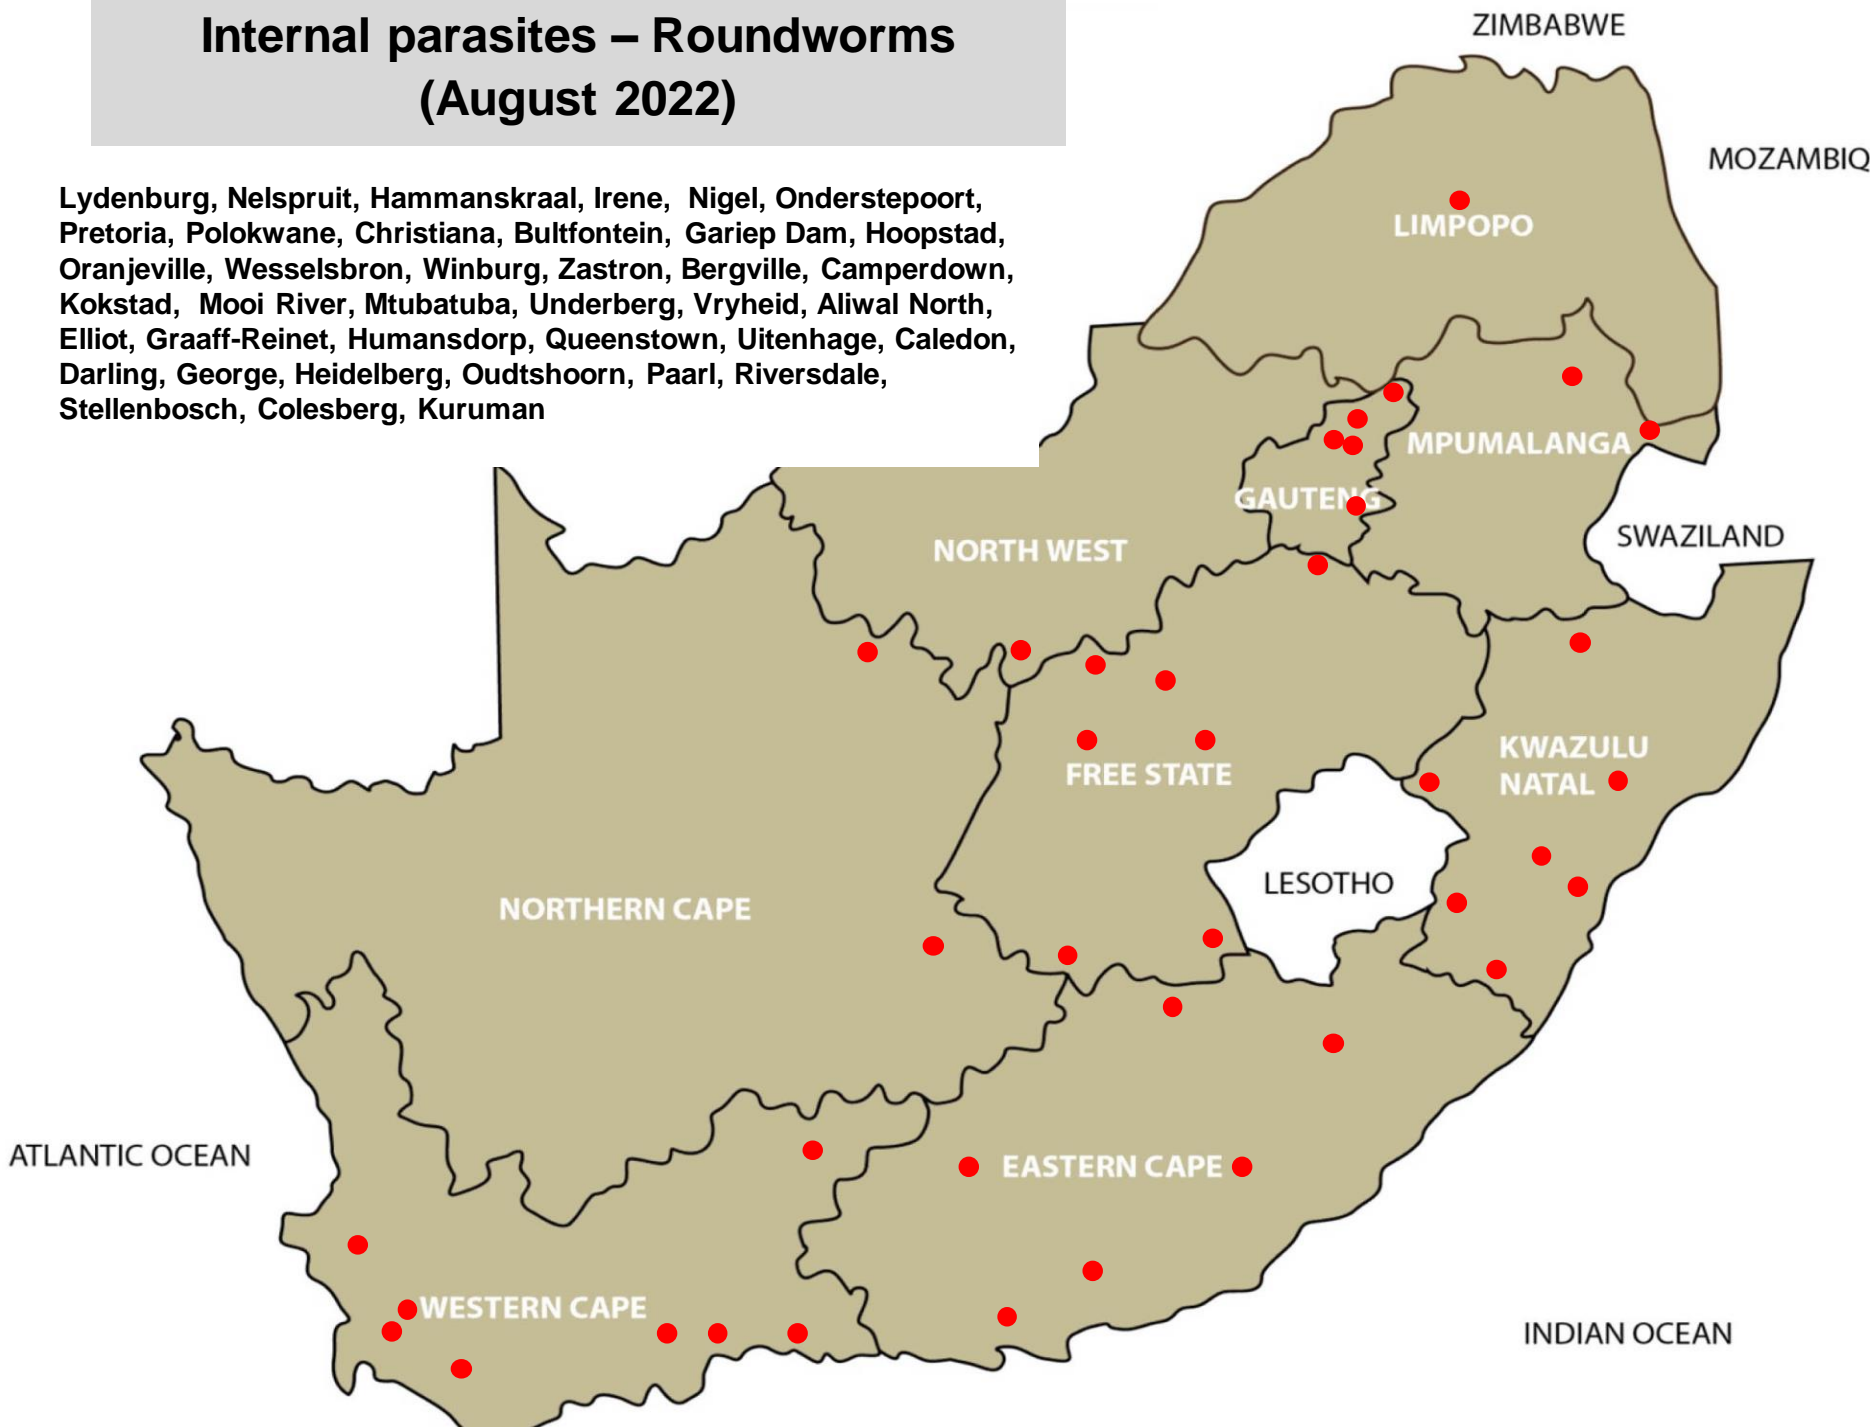 Internal parasites – Roundworms
(August 2022)
Lydenburg, Nelspruit, Hammanskraal, Irene, Nigel, Onderstepoort,
Pretoria, Polokwane, Christiana, Bultfontein, Gariep Dam, Hoopstad,
Oranjeville, Wesselsbron, Winburg, Zastron, Bergville, Camperdown,
Kokstad, Mooi River, Mtubatuba, Underberg, Vryheid, Aliwal North,
Elliot, Graaff-Reinet, Humansdorp, Queenstown, Uitenhage, Caledon,
Darling, George, Heidelberg, Oudtshoorn, Paarl, Riversdale,
Stellenbosch, Colesberg, Kuruman
ZIMBABWE
MOZAMBIQ
LIMPOPO
MPUMALANGA
GAUTENG
SWAZILAND
NORTH WEST
KWAZULU
NATAL
FREE STATE
LESOTHO
NORTHERN CAPE
ATLANTIC OCEAN
EASTERN CAPE
WESTERN CAPE
INDIAN OCEAN